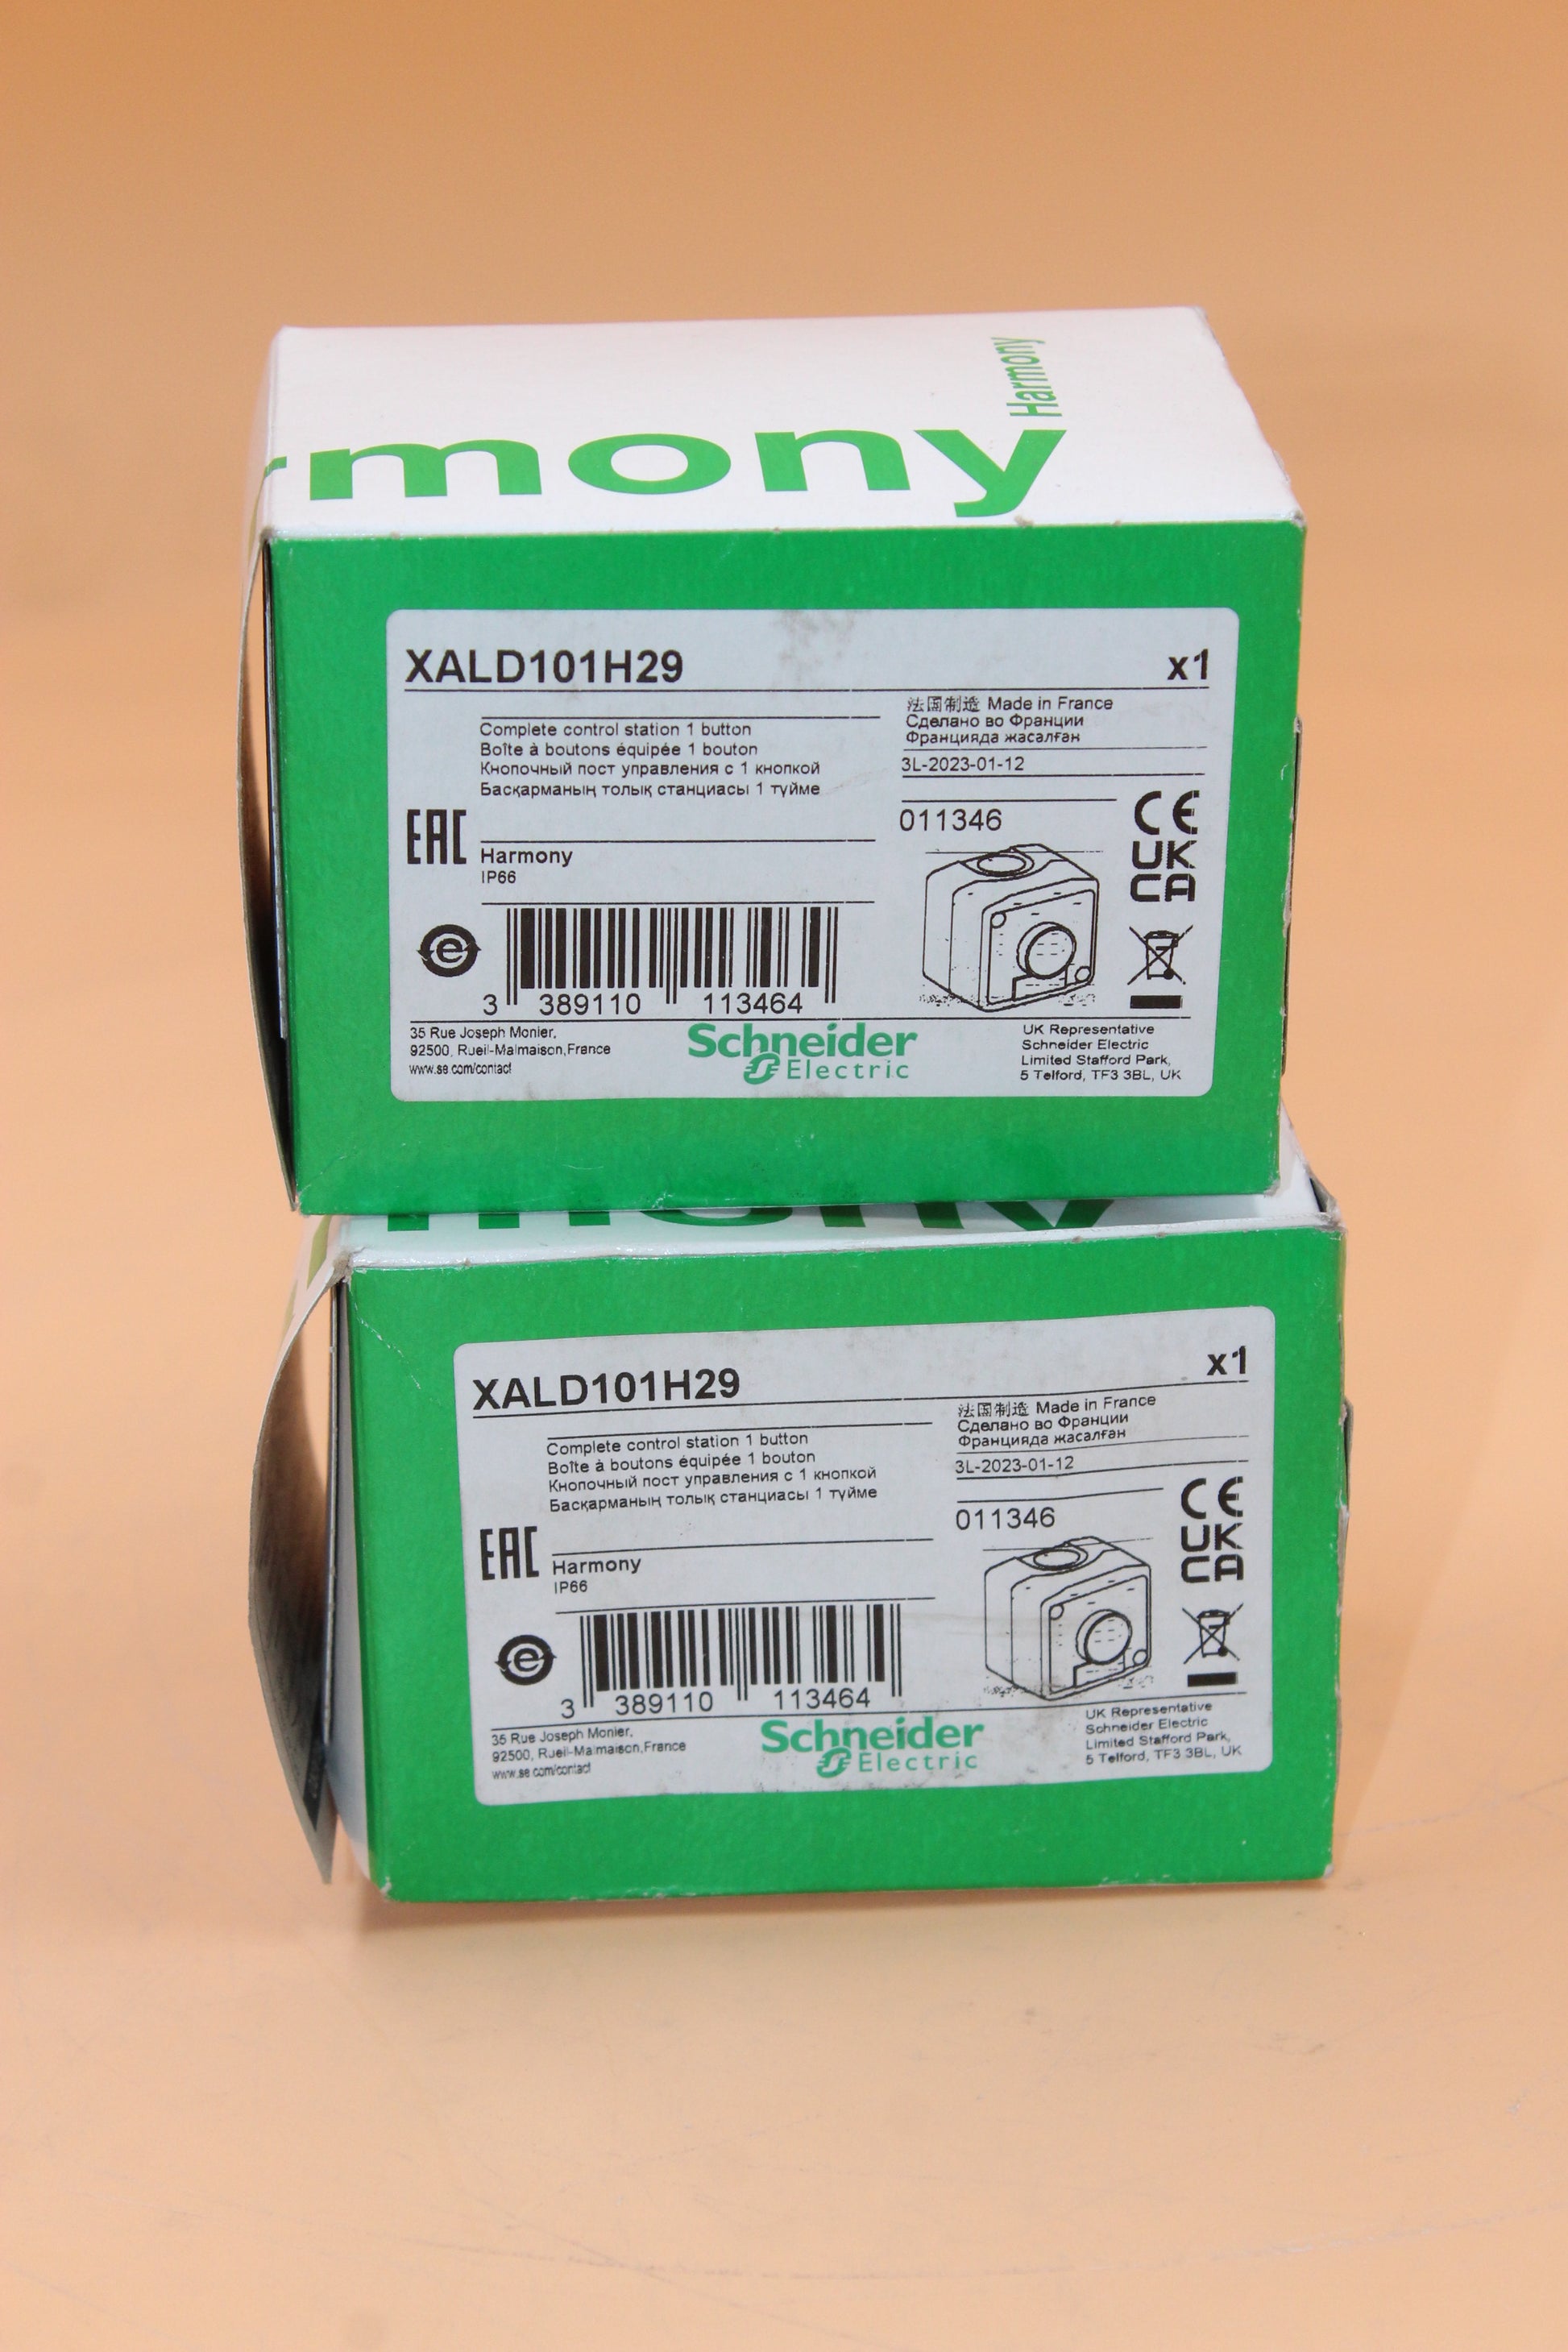 Harmony
mony
XALD101H29
x1
Complete control station 1 button
Boîte à boutons équipée 1 bouton
Кнопочный пост управления с 1 кнопкой
Басқарманың толық станциасы 1 түйме
法国制造 Made in France
Сделано во Франции
Францияда жасалған
3L-2023-01-12
011346
EAC
CE
UK
CA
Harmony
IP66
e
3 389110 113464
35 Rue Joseph Monier,
92500, Rueil-Malmaison,France
www.se.com/contact
Schneider
Electric
UK Representative
Schneider Electric
Limited Stafford Park,
5 Telford, TF3 3BL, UK
mony
XALD101H29
x1
Complete control station 1 button
Boîte à boutons équipée 1 bouton
Кнопочный пост управления с 1 кнопкой
Басқарманың толық станциасы 1 түйме
法国制造 Made in France
Сделано во Франции
Францияда жасалған
3L-2023-01-12
011346
EAC
CE
UK
CA
Harmony
IP66
e
3 389110 113464
35 Rue Joseph Monier,
92500, Rueil-Malmaison,France
www.se.com/contact
Schneider
Electric
UK Representative
Schneider Electric
Limited Stafford Park,
5 Telford, TF3 3BL, UK